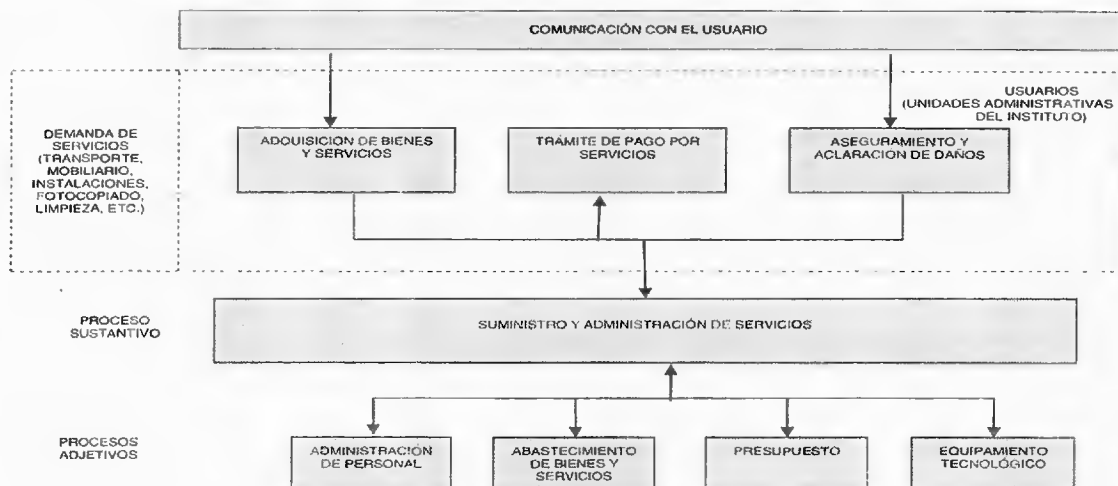 COMUNICACIÓN CON EL USUARIO
USUARIOS
(UNIDADES ADMINISTRATIVAS
DEL INSTITUTO)
DEMANDA DE
SERVICIOS
(TRANSPORTE,
MOBILIARIO,
INSTALACIONES,
FOTOCOPIADO,
LIMPIEZA, ETC.)
ADQUISICIÓN DE BIENES
Y SERVICIOS
TRÁMITE DE PAGO POR
SERVICIOS
ASEGURAMIENTO Y
ACLARACIÓN DE DAÑOS
PROCESO
SUSTANTIVO
SUMINISTRO Y ADMINISTRACIÓN DE SERVICIOS
PROCESOS
ADJETIVOS
ADMINISTRACIÓN
DE PERSONAL
ABASTECIMIENTO
DE BIENES Y
SERVICIOS
PRESUPUESTO
EQUIPAMIENTO
TECNOLÓGICO